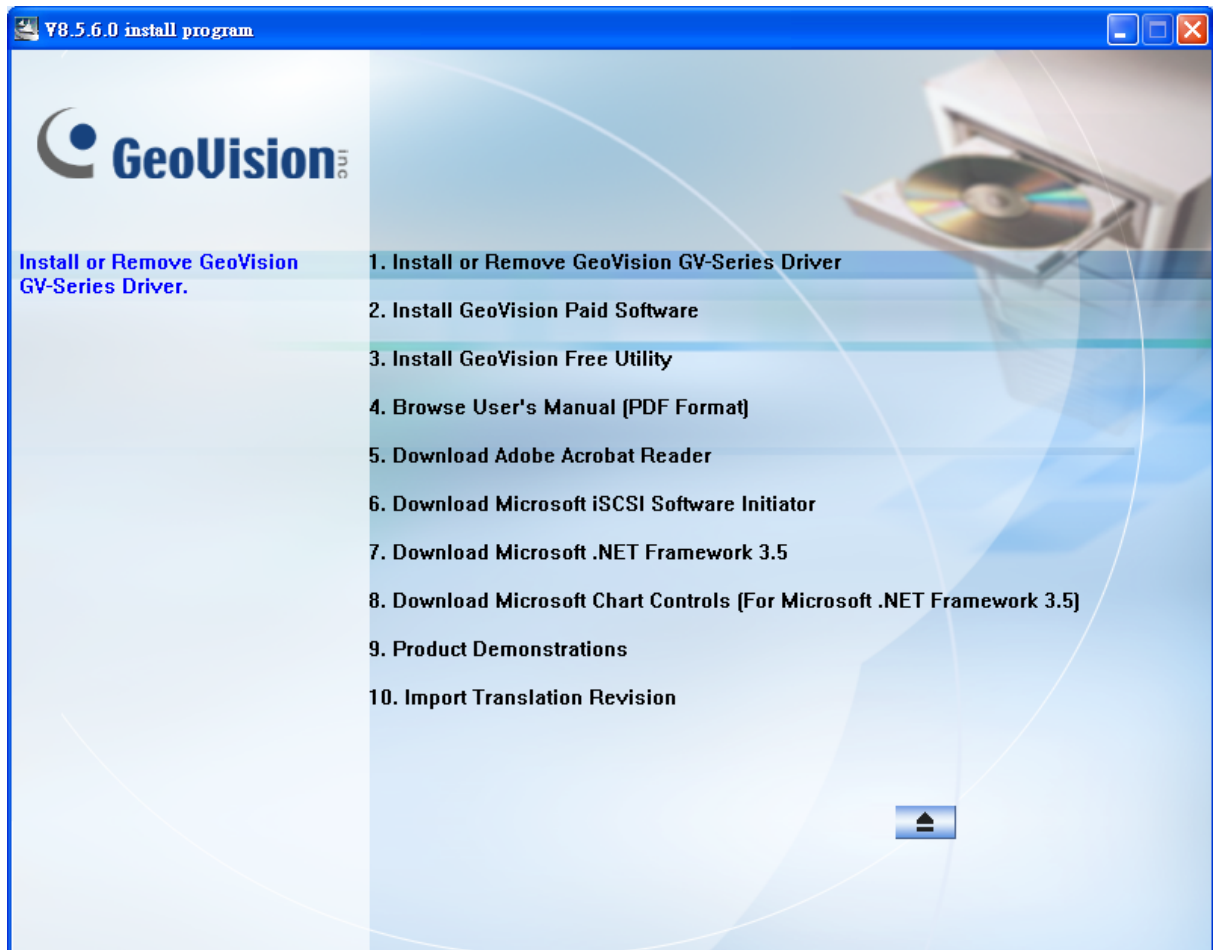 V8.5.6.0 install program
GeoVision inc
Install or Remove GeoVision
GV-Series Driver.
1. Install or Remove GeoVision GV-Series Driver
2. Install GeoVision Paid Software
3. Install GeoVision Free Utility
4. Browse User's Manual (PDF Format)
5. Download Adobe Acrobat Reader
6. Download Microsoft iSCSI Software Initiator
7. Download Microsoft .NET Framework 3.5
8. Download Microsoft Chart Controls (For Microsoft .NET Framework 3.5)
9. Product Demonstrations
10. Import Translation Revision